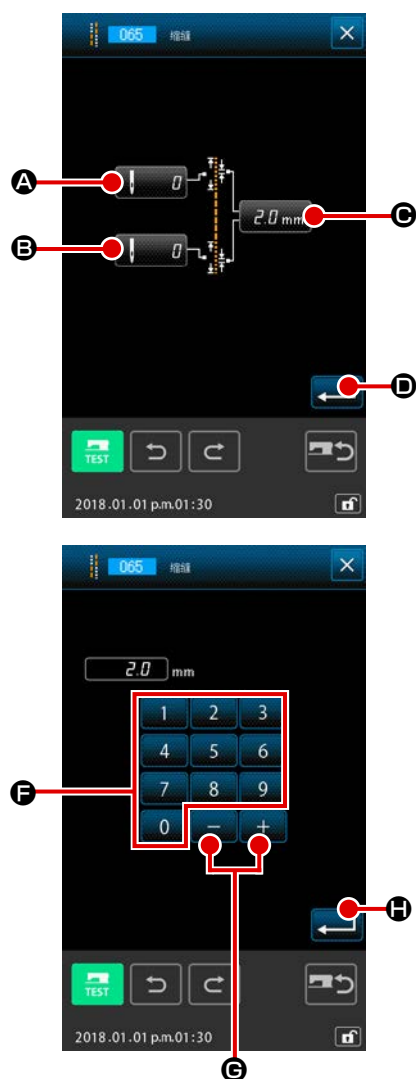 065 缩缝
A
0
C
2.0 mm
B
0
D
TEST
2018.01.01 p.m.01:30
065 缩缝
2.0 mm
1 2 3
4 5 6
F
7 8 9
0 − +
H
TEST
2018.01.01 p.m.01:30
G